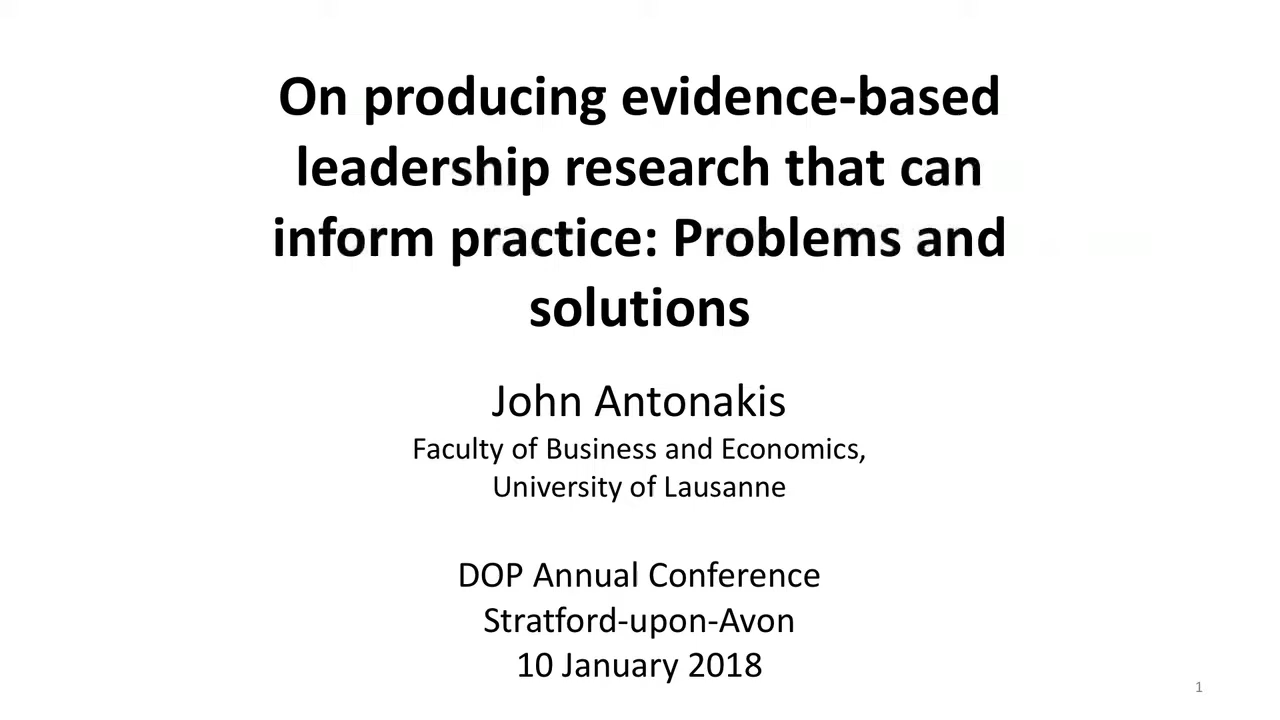 On producing evidence-based
leadership research that can
inform practice: Problems and
solutions
John Antonakis
Faculty of Business and Economics,
University of Lausanne
DOP Annual Conference
Stratford-upon-Avon
10 January 2018
1